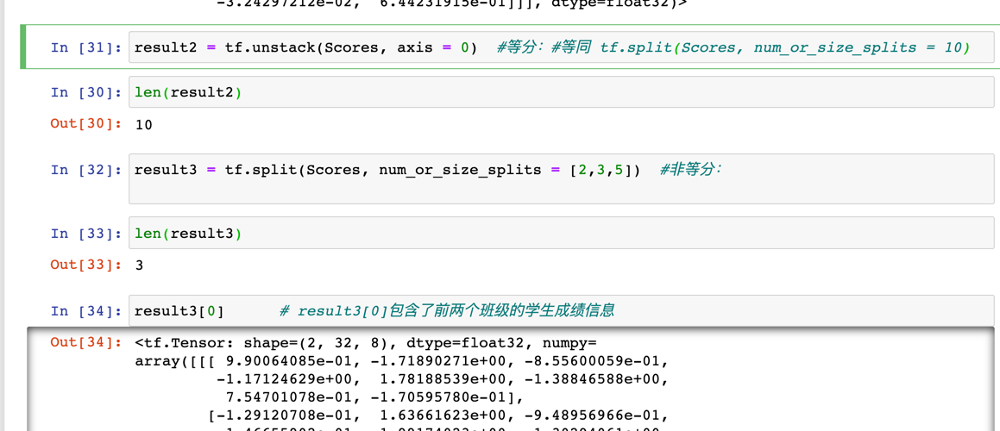 -3.24297212e-02,  6.44231915e-01]]], dtype=float32)>
In [31]: result2 = tf.unstack(Scores, axis = 0)  #等分：#等同 tf.split(Scores, num_or_size_splits = 10)
In [30]: len(result2)
Out[30]: 10
In [32]: result3 = tf.split(Scores, num_or_size_splits = [2,3,5])  #非等分：
In [33]: len(result3)
Out[33]: 3
In [34]: result3[0]      # result3[0]包含了前两个班级的学生成绩信息
Out[34]: <tf.Tensor: shape=(2, 32, 8), dtype=float32, numpy=
array([[[ 9.90064085e-01, -1.71890271e+00, -8.55600059e-01,
-1.17124629e+00,  1.78188539e+00, -1.38846588e+00,
7.54701078e-01, -1.70595780e-01],
[-1.29120708e-01,  1.63661623e+00, -9.48956966e-01,